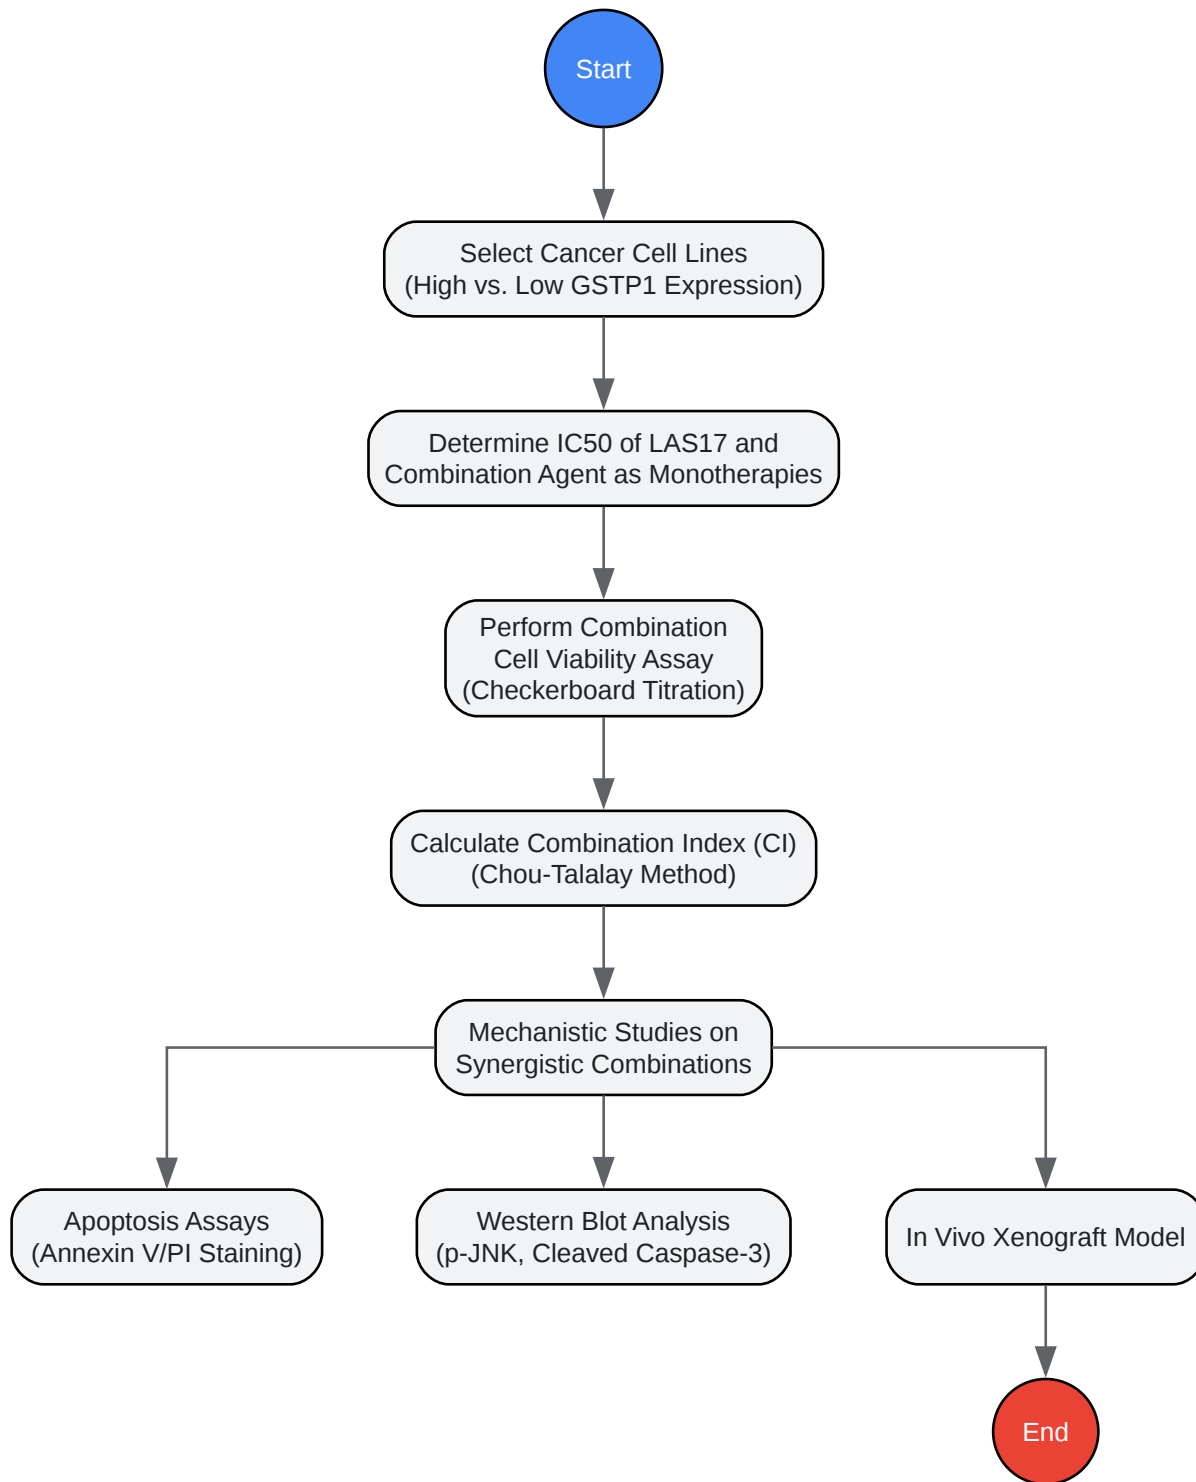 Start
Select Cancer Cell Lines
(High vs. Low GSTP1 Expression)
Determine IC50 of LAS17 and
Combination Agent as Monotherapies
Perform Combination
Cell Viability Assay
(Checkerboard Titration)
Calculate Combination Index (CI)
(Chou-Talalay Method)
Mechanistic Studies on
Synergistic Combinations
Apoptosis Assays
(Annexin V/PI Staining)
Western Blot Analysis
(p-JNK, Cleaved Caspase-3)
In Vivo Xenograft Model
End